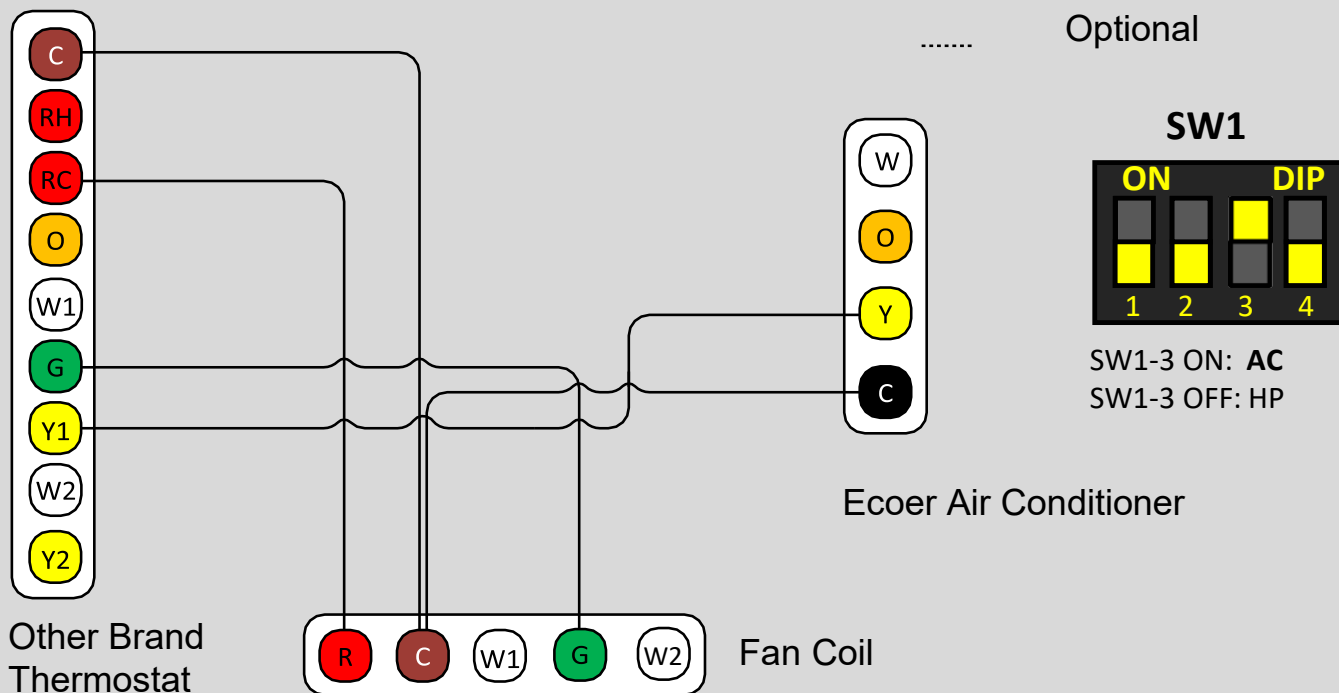 C
RH
RC
O
W1
G
Y1
W2
Y2
Other Brand
Thermostat
R C W1 G W2
Fan Coil
W
O
Y
C
Ecoer Air Conditioner
Optional
SW1
ON DIP
1 2 3 4
SW1-3 ON: AC
SW1-3 OFF: HP